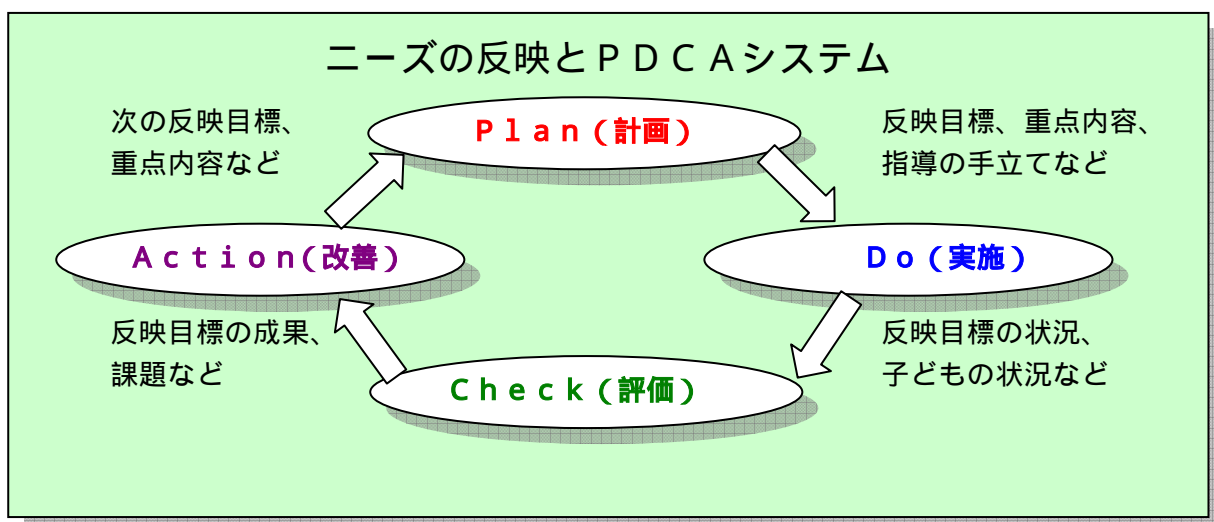 ニーズの反映とＰＤＣＡシステム
次の反映目標、
重点内容など
Ｐｌａｎ（計画）
反映目標、重点内容、
指導の手立てなど
Ａｃｔｉｏｎ（改善）
Ｄｏ（実施）
反映目標の成果、
課題など
Ｃｈｅｃｋ（評価）
反映目標の状況、
子どもの状況など